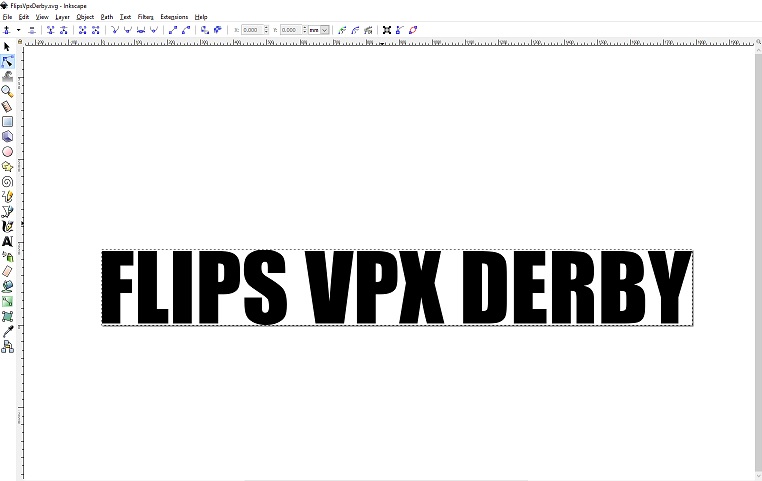 FlipsVpxDerby.svg - Inkscape
File Edit View Layer Object Path Text Filters Extensions Help
X: 0.000 Y: 0.000 mm
FLIPS VPX DERBY